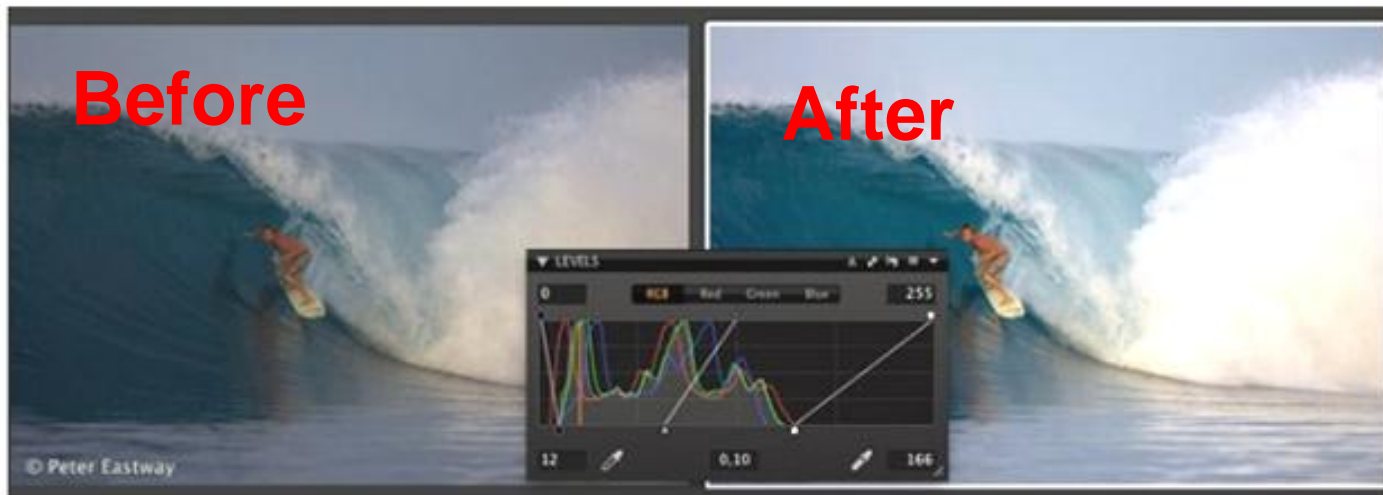 Before
After
LEVELS
0 RGB Red Green Blue 255
12 0,10 166
© Peter Eastway